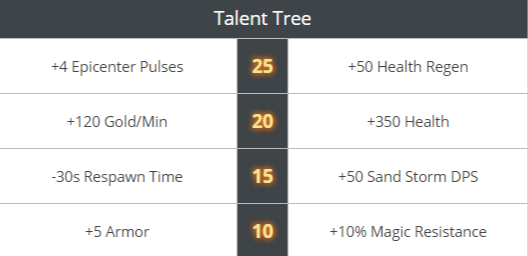 Talent Tree
+4 Epicenter Pulses 25 +50 Health Regen
+120 Gold/Min 20 +350 Health
-30s Respawn Time 15 +50 Sand Storm DPS
+5 Armor 10 +10% Magic Resistance